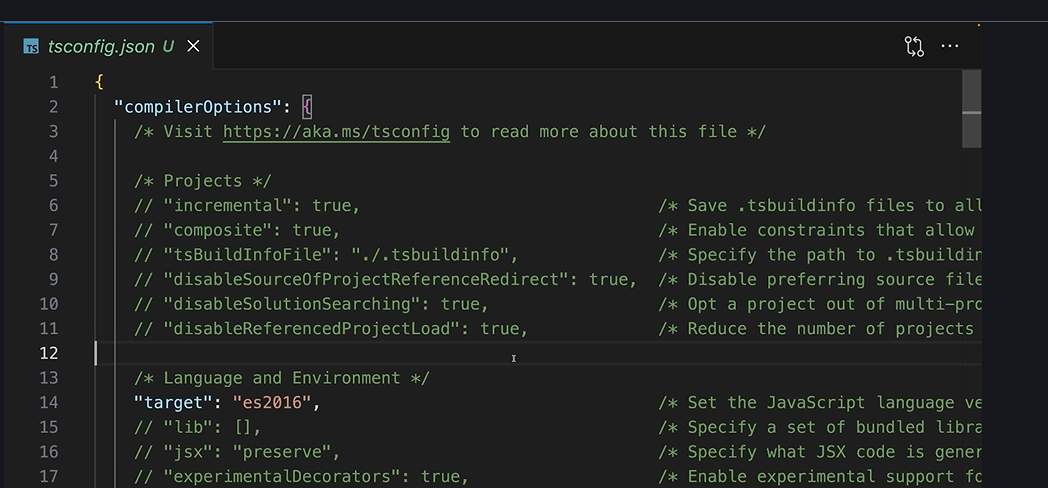 TS tsconfig.json U
1 {
2 "compilerOptions": {
3 /* Visit https://aka.ms/tsconfig to read more about this file */
4
5 /* Projects */
6 // "incremental": true, /* Save .tsbuildinfo files to all
7 // "composite": true, /* Enable constraints that allow
8 // "tsBuildInfoFile": "./.tsbuildinfo", /* Specify the path to .tsbuildin
9 // "disableSourceOfProjectReferenceRedirect": true, /* Disable preferring source file
10 // "disableSolutionSearching": true, /* Opt a project out of multi-pro
11 // "disableReferencedProjectLoad": true, /* Reduce the number of projects
12
13 /* Language and Environment */
14 "target": "es2016", /* Set the JavaScript language ve
15 // "lib": [], /* Specify a set of bundled libra
16 // "jsx": "preserve", /* Specify what JSX code is gener
17 // "experimentalDecorators": true, /* Enable experimental support fo